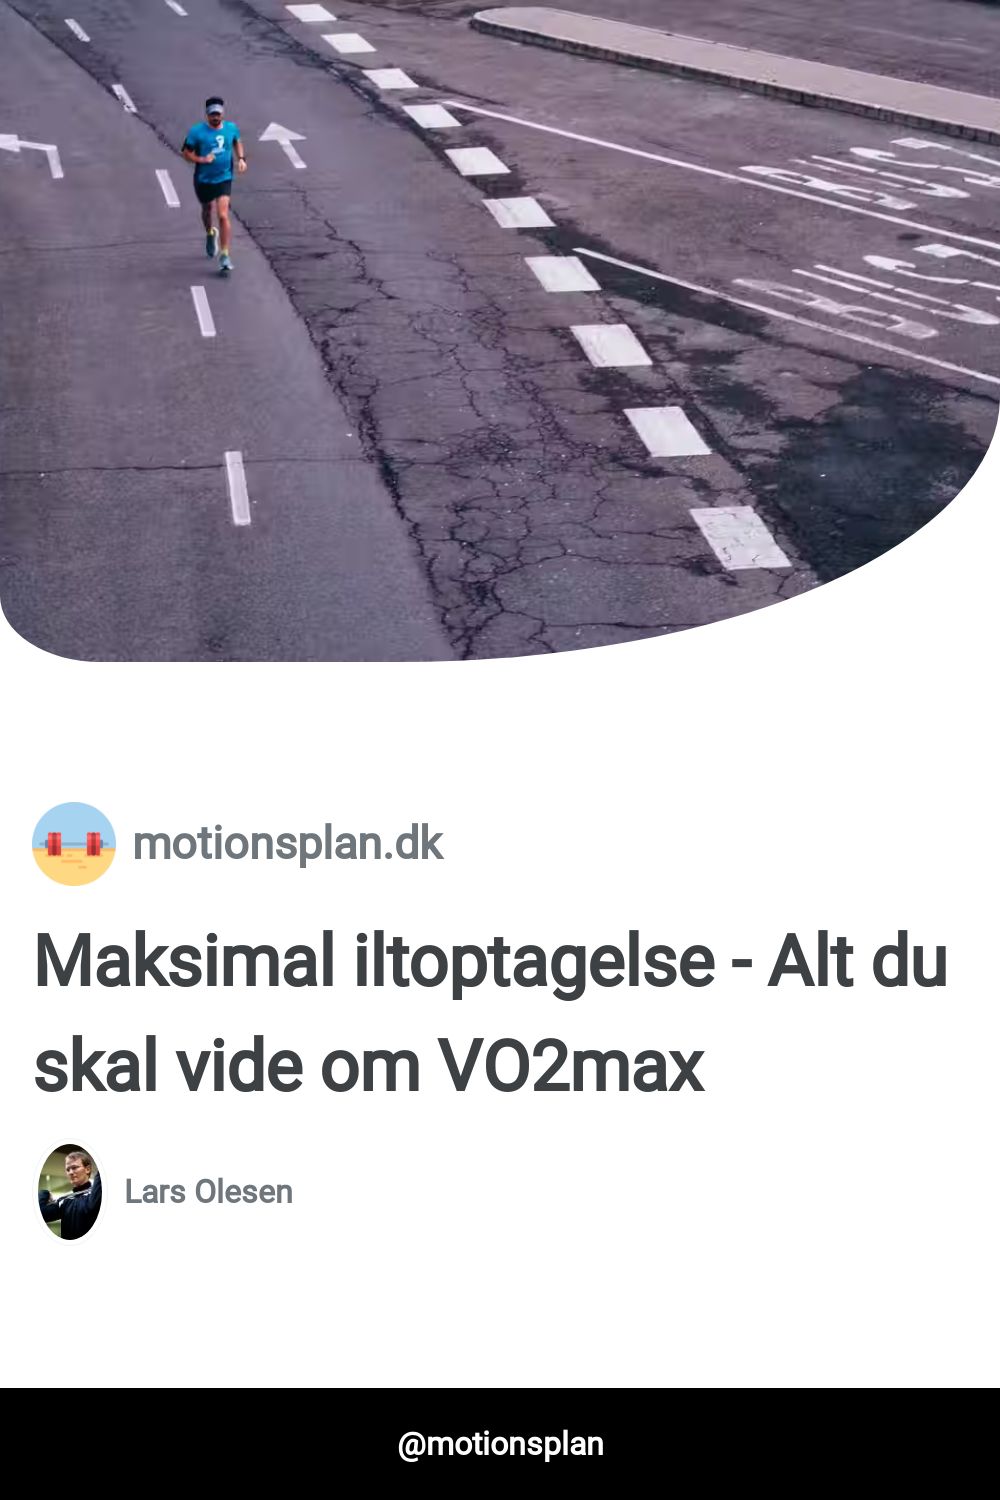 motionsplan.dk
Maksimal iltoptagelse - Alt du
skal vide om VO2max
Lars Olesen
@motionsplan